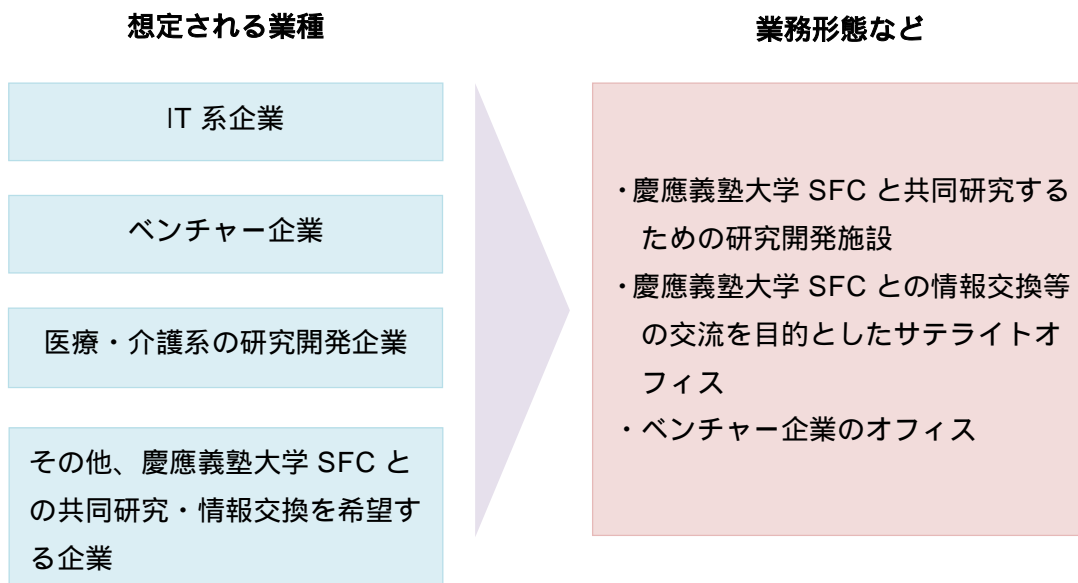 想定される業種
IT 系企業
ベンチャー企業
医療・介護系の研究開発企業
その他、慶應義塾大学 SFC と
の共同研究・情報交換を希望す
る企業
業務形態など
・慶應義塾大学 SFC と共同研究する
ための研究開発施設
・慶應義塾大学 SFC との情報交換等
の交流を目的としたサテライトオ
フィス
・ベンチャー企業のオフィス